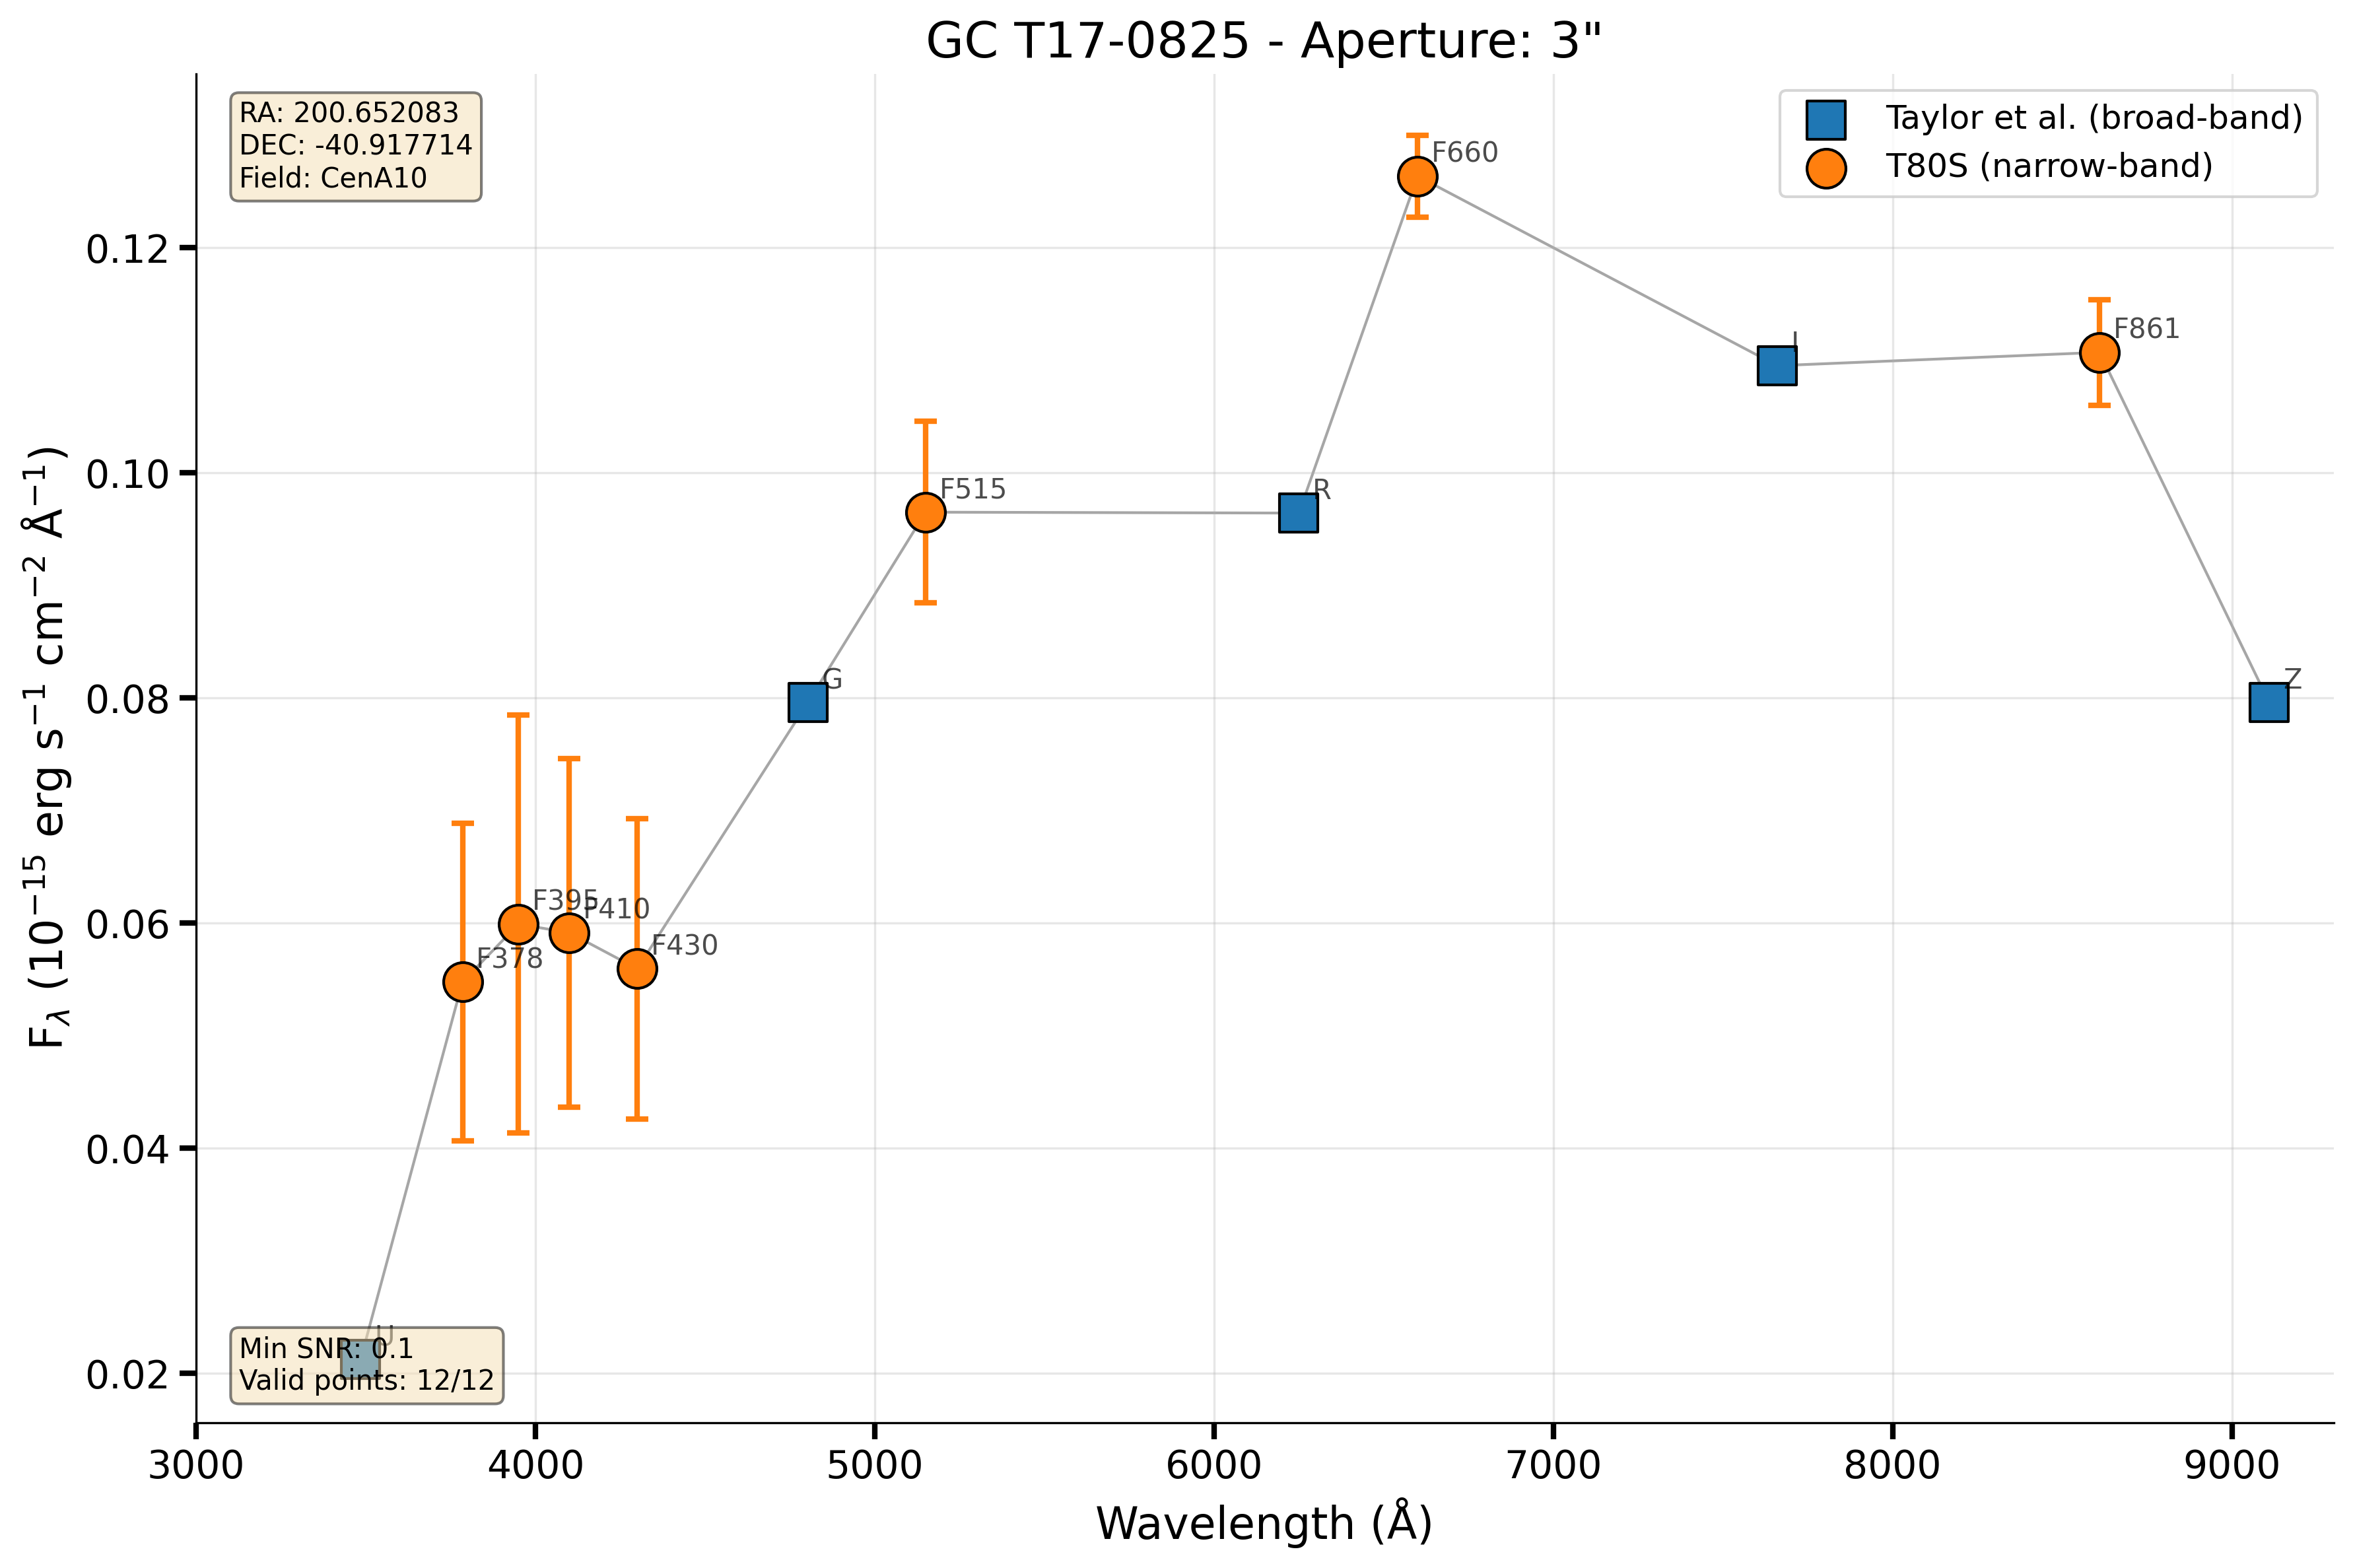 GC T17-0825 - Aperture: 3"
RA: 200.652083
DEC: -40.917714
Field: CenA10
Taylor et al. (broad-band)
T80S (narrow-band)
F660
I
F861
F515
R
G
Z
F395
F410
F430
F378
U
Min SNR: 0.1
Valid points: 12/12
0.12
0.10
0.08
0.06
0.04
0.02
Fλ (10⁻¹⁵ erg s⁻¹ cm⁻² Å⁻¹)
3000 4000 5000 6000 7000 8000 9000
Wavelength (Å)